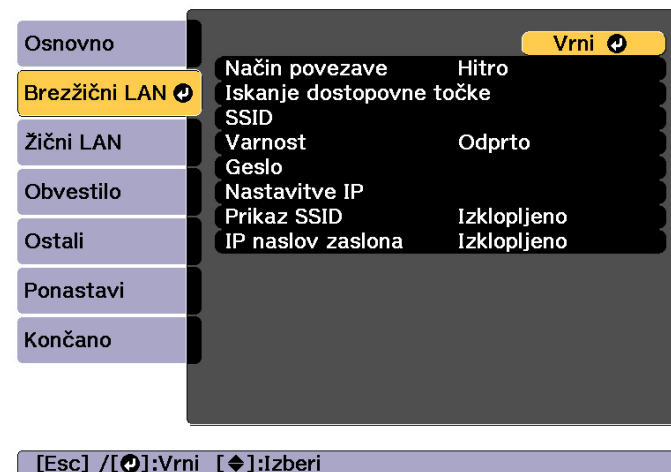 Osnovno
Brezžični LAN
Žični LAN
Obvestilo
Ostali
Ponastavi
Končano
Vrni
Način povezave Hitro
Iskanje dostopovne točke
SSID
Varnost Odprto
Geslo
Nastavitve IP
Prikaz SSID Izklopljeno
IP naslov zaslona Izklopljeno
[Esc] /[⏎]:Vrni [◆]:Izberi